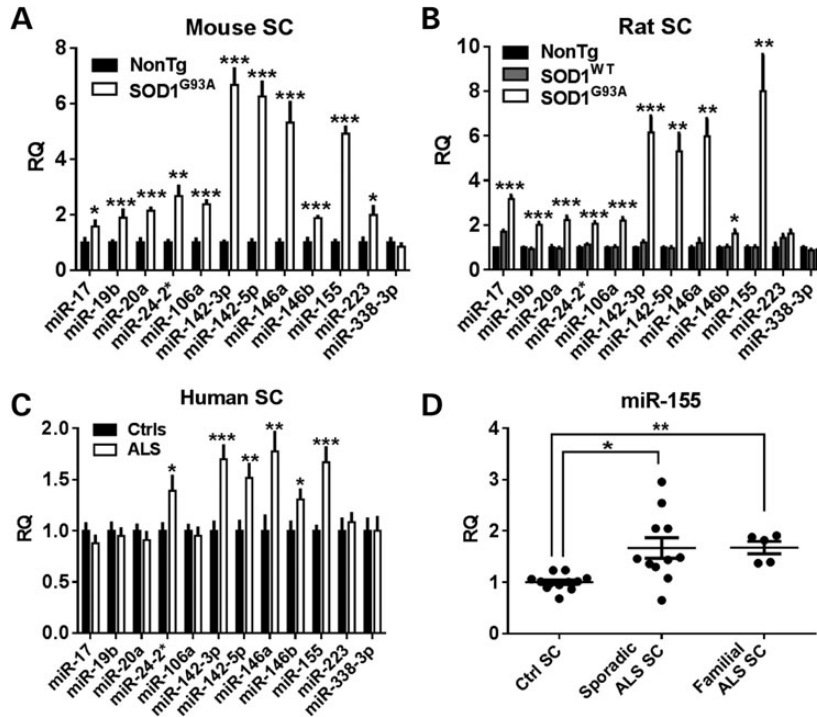 A
Mouse SC
NonTg
SOD1G93A
RQ
8
6
4
2
0
* *** *** ** *** *** *** *** *** *** *
miR-17
miR-19b
miR-20a
miR-24-2*
miR-106a
miR-142-3p
miR-142-5p
miR-146a
miR-146b
miR-155
miR-223
miR-338-3p
B
Rat SC
NonTg
SOD1WT
SOD1G93A
RQ
10
8
6
4
2
0
*** *** *** *** *** *** ** ** * **
miR-17
miR-19b
miR-20a
miR-24-2*
miR-106a
miR-142-3p
miR-142-5p
miR-146a
miR-146b
miR-155
miR-223
miR-338-3p
C
Human SC
Ctrls
ALS
RQ
2.0
1.5
1.0
0.5
0.0
* *** ** ** * ***
miR-17
miR-19b
miR-20a
miR-24-2*
miR-106a
miR-142-3p
miR-142-5p
miR-146a
miR-146b
miR-155
miR-223
miR-338-3p
D
miR-155
RQ
4
3
2
1
0
**
*
Ctrl SC
Sporadic
ALS SC
Familial
ALS SC